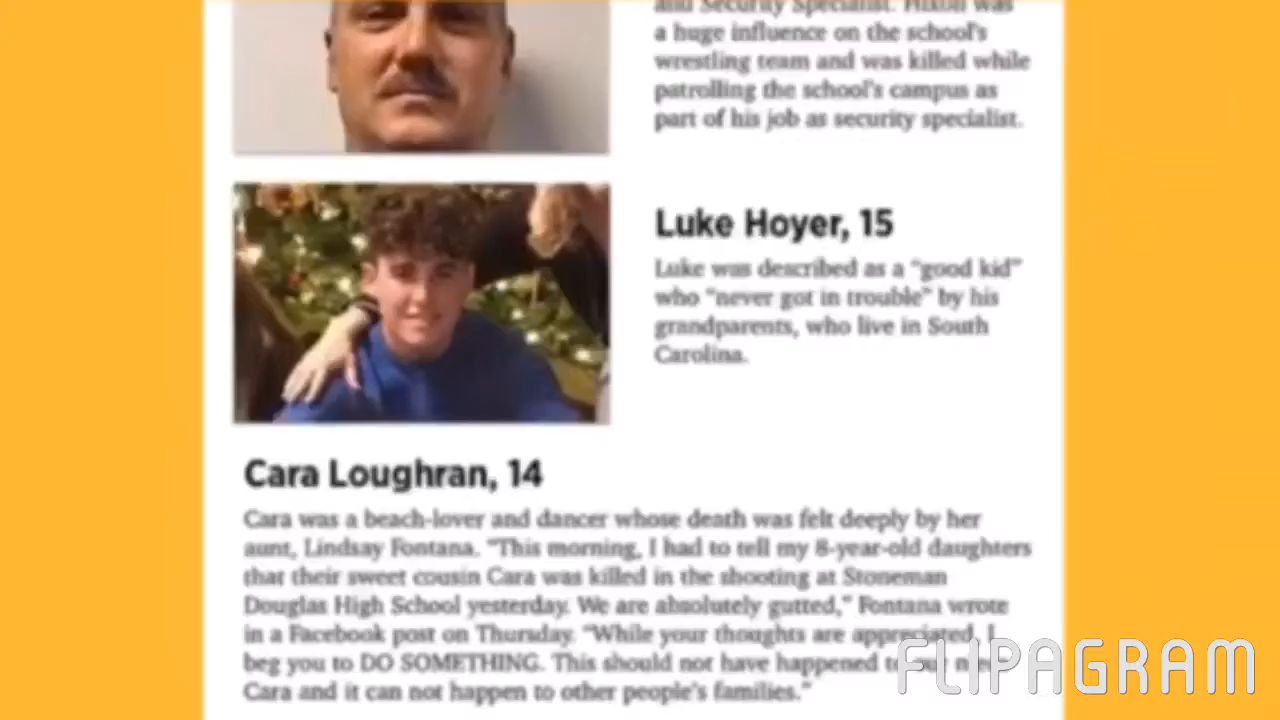 and Security Specialist. Hixon was
a huge influence on the school's
wrestling team and was killed while
patrolling the school's campus as
part of his job as security specialist.
Luke Hoyer, 15
Luke was described as a "good kid"
who "never got in trouble" by his
grandparents, who live in South
Carolina.
Cara Loughran, 14
Cara was a beach-lover and dancer whose death was felt deeply by her
aunt, Lindsay Fontana. "This morning, I had to tell my 8-year-old daughters
that their sweet cousin Cara was killed in the shooting at Stoneman
Douglas High School yesterday. We are absolutely gutted," Fontana wrote
in a Facebook post on Thursday. "While your thoughts are appreciated, I
beg you to DO SOMETHING. This should not have happened to our
Cara and it can not happen to other people's families."
FLIPAGRAM